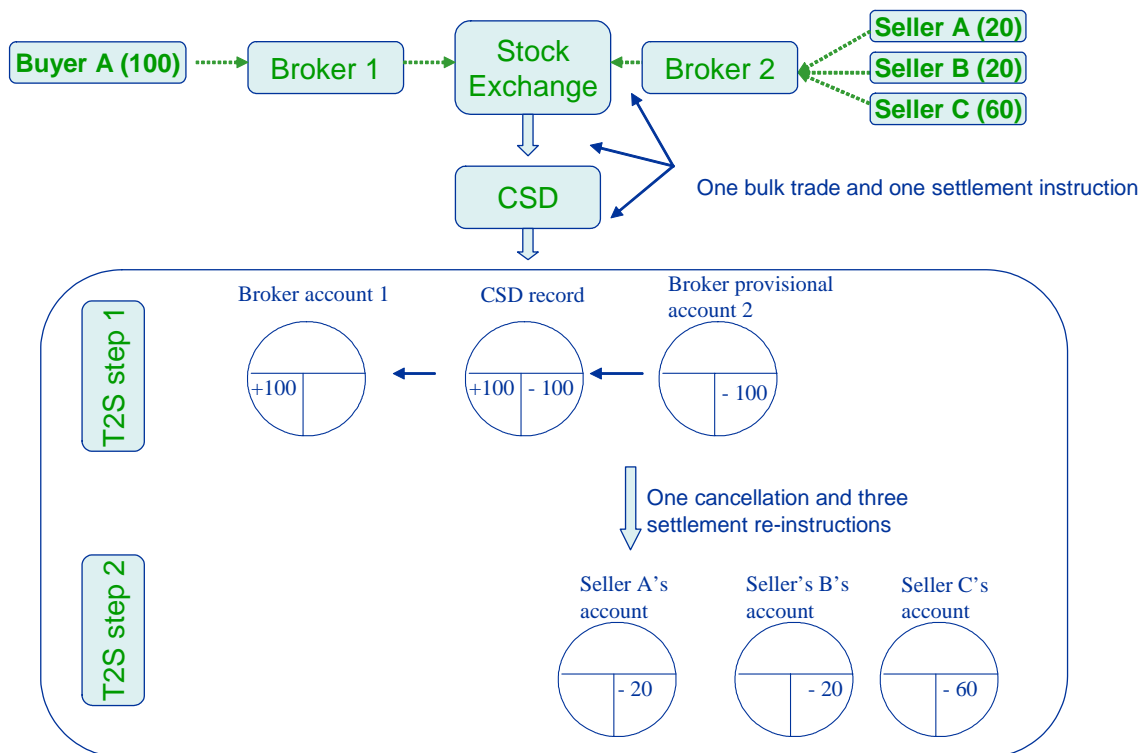 Buyer A (100)
Broker 1
Stock
Exchange
Broker 2
Seller A (20)
Seller B (20)
Seller C (60)
CSD
One bulk trade and one settlement instruction
T2S step 1
Broker account 1
CSD record
Broker provisional
account 2
+100
+100
- 100
- 100
One cancellation and three
settlement re-instructions
T2S step 2
Seller A’s
account
Seller’s B’s
account
Seller C’s
account
- 20
- 20
- 60